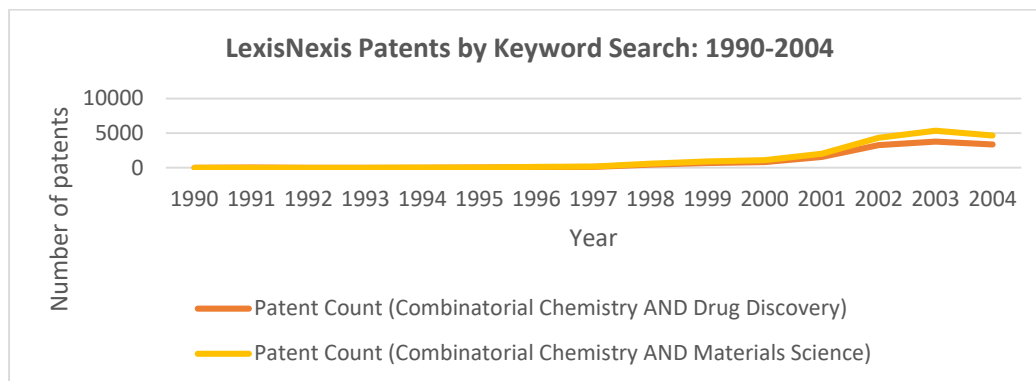 LexisNexis Patents by Keyword Search: 1990-2004
Number of patents
10000
5000
0
1990 1991 1992 1993 1994 1995 1996 1997 1998 1999 2000 2001 2002 2003 2004
Year
Patent Count (Combinatorial Chemistry AND Drug Discovery)
Patent Count (Combinatorial Chemistry AND Materials Science)